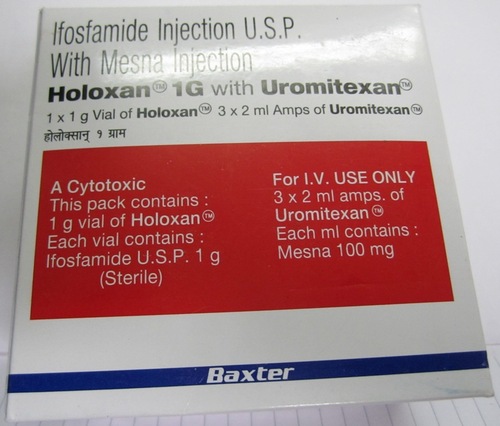 Ifosfamide Injection U.S.P.
With Mesna Injection
Holoxan™ 1G with Uromitexan™
1 x 1 g Vial of Holoxan™ 3 x 2 ml Amps of Uromitexan™
होलोक्सान् १ ग्राम
A Cytotoxic
This pack contains :
1 g vial of Holoxan™
Each vial contains :
Ifosfamide U.S.P. 1 g
(Sterile)
For I.V. USE ONLY
3 x 2 ml amps. of
Uromitexan™
Each ml contains :
Mesna 100 mg
Baxter